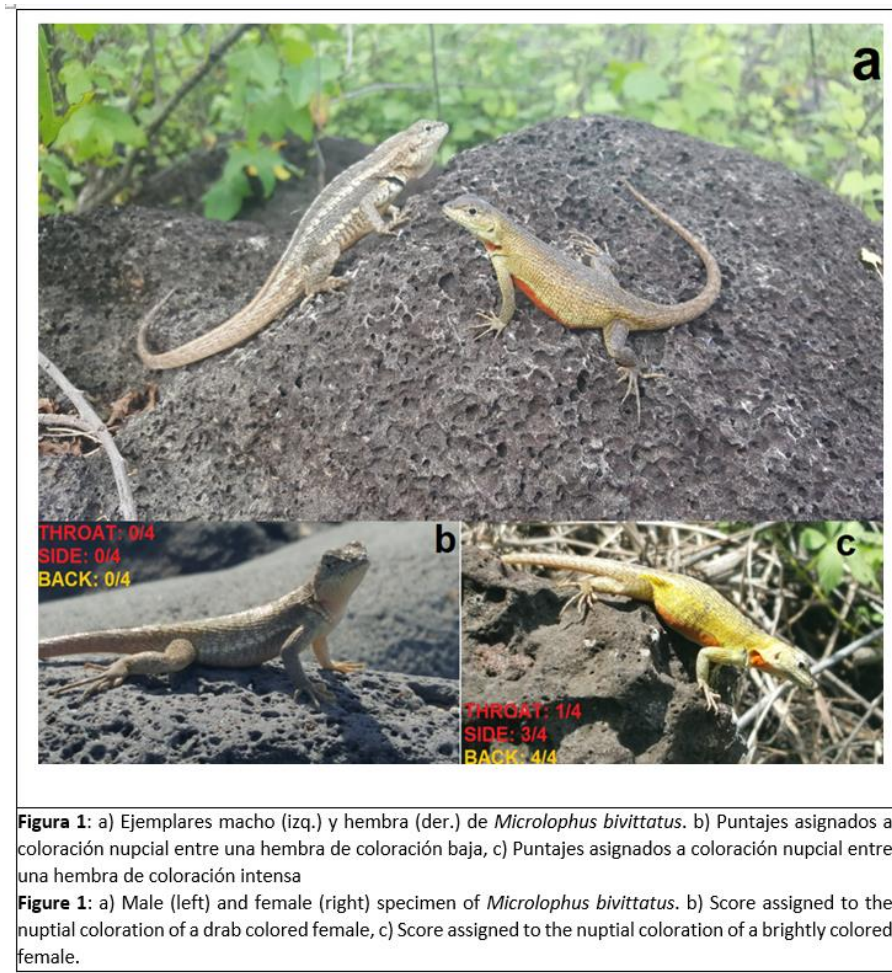 a
THROAT: 0/4
SIDE: 0/4
BACK: 0/4
b
c
THROAT: 1/4
SIDE: 3/4
BACK: 4/4
Figura 1: a) Ejemplares macho (izq.) y hembra (der.) de Microlophus bivittatus. b) Puntajes asignados a
coloración nupcial entre una hembra de coloración baja, c) Puntajes asignados a coloración nupcial entre
una hembra de coloración intensa
Figure 1: a) Male (left) and female (right) specimen of Microlophus bivittatus. b) Score assigned to the
nuptial coloration of a drab colored female, c) Score assigned to the nuptial coloration of a brightly colored
female.